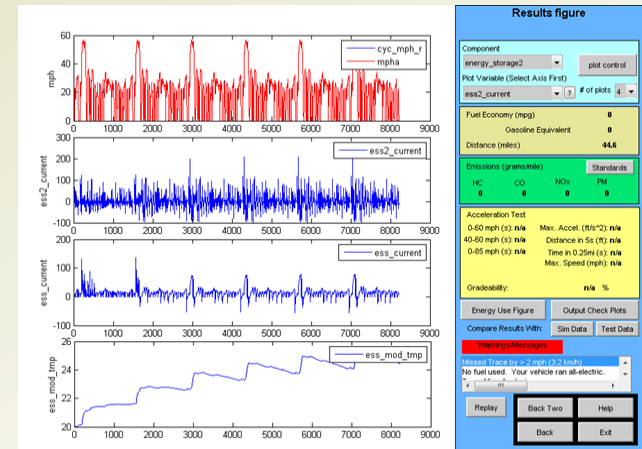 60
40
20
0
mph
cyc_mph_r
mpha
0 1000 2000 3000 4000 5000 6000 7000 8000 9000
300
200
100
0
-100
ess2_current
ess2_current
0 1000 2000 3000 4000 5000 6000 7000 8000 9000
200
100
0
-100
ess_current
ess_current
0 1000 2000 3000 4000 5000 6000 7000 8000 9000
26
24
22
20
ess_mod_tmp
ess_mod_tmp
0 1000 2000 3000 4000 5000 6000 7000 8000 9000
Results figure
Component
energy_storage2
plot control
Plot Variable (Select Axis First)
ess2_current ? # of plots 4
Fuel Economy (mpg) 0
Gasoline Equivalent 0
Distance (miles) 44.6
Emissions (grams/mile) Standards
HC CO NOx PM
0 0 0 0
Acceleration Test
0-60 mph (s): n/a Max. Accel. (ft/s^2): n/a
40-60 mph (s): n/a Distance in 5s (ft): n/a
0-85 mph (s): n/a Time in 0.25mi (s): n/a
Max. Speed (mph): n/a
Gradeability: n/a %
Energy Use Figure Output Check Plots
Compare Results With: Sim Data Test Data
Warnings/Messages
Missed Trace by > 2 mph (3.2 km/h)
No fuel used. Your vehicle ran all-electric.
Replay Back Two Help
Back Exit